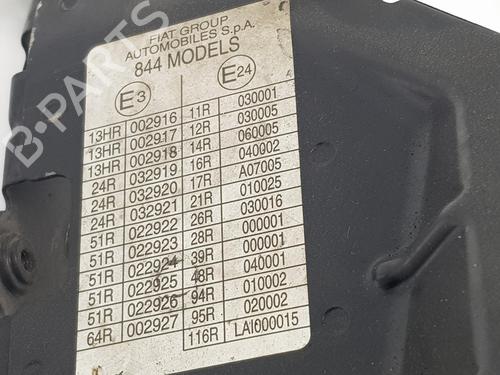 FIAT GROUP
AUTOMOBILES S.p.A.
844 MODELS
E3 E24
13HR 002916 11R 030001
13HR 002917 12R 030005
13HR 002918 14R 060005
24R 032919 16R 040002
24R 032920 17R A07005
24R 032921 21R 010025
51R 022922 26R 030016
51R 022923 28R 000001
51R 022924 39R 000001
51R 022925 48R 040001
51R 022926 94R 010002
64R 002927 95R 020002
116R LAI000015